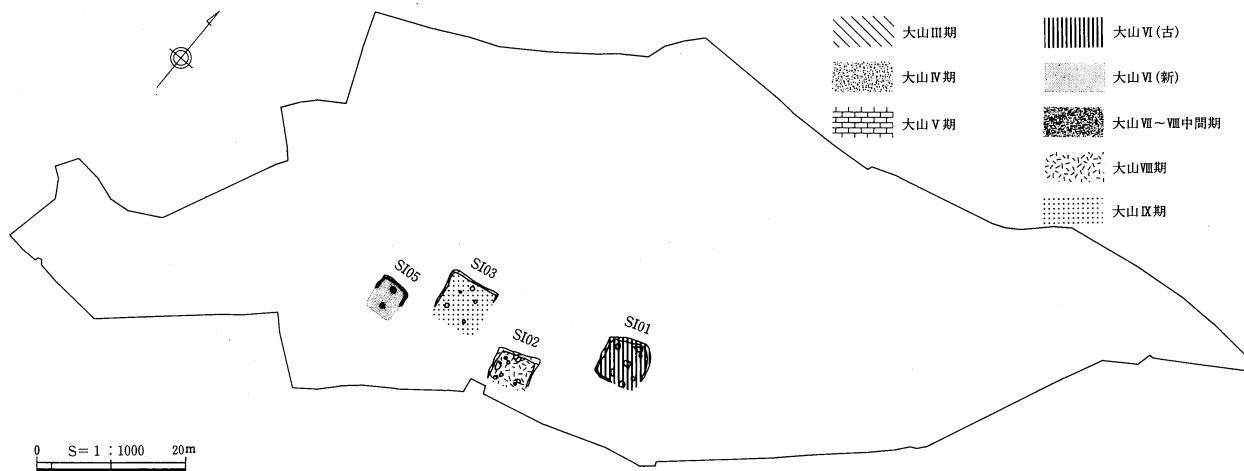 大山III期
大山IV期
大山V期
大山VI(古)
大山VI(新)
大山VII～VIII中間期
大山VIII期
大山IX期
SI05
SI03
SI02
SI01
0 S=1:1000 20m